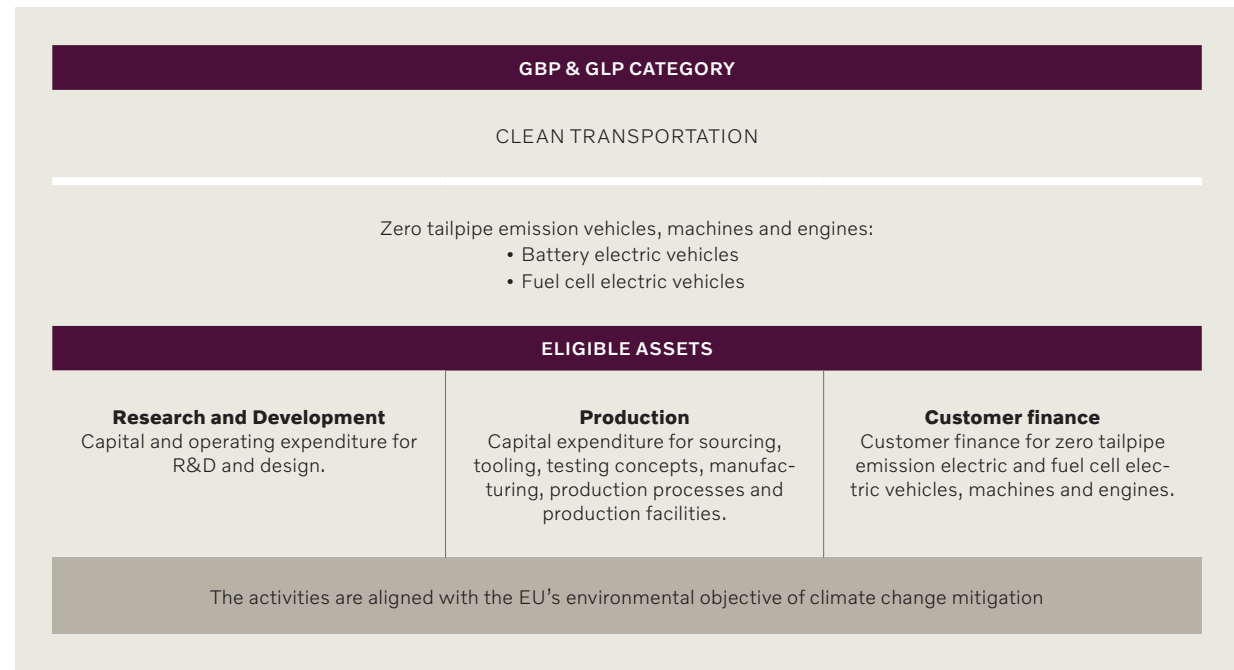 GBP & GLP CATEGORY
CLEAN TRANSPORTATION
Zero tailpipe emission vehicles, machines and engines:
• Battery electric vehicles
• Fuel cell electric vehicles
ELIGIBLE ASSETS
Research and Development
Capital and operating expenditure for
R&D and design.
Production
Capital expenditure for sourcing,
tooling, testing concepts, manufac-
turing, production processes and
production facilities.
Customer finance
Customer finance for zero tailpipe
emission electric and fuel cell elec-
tric vehicles, machines and engines.
The activities are aligned with the EU’s environmental objective of climate change mitigation